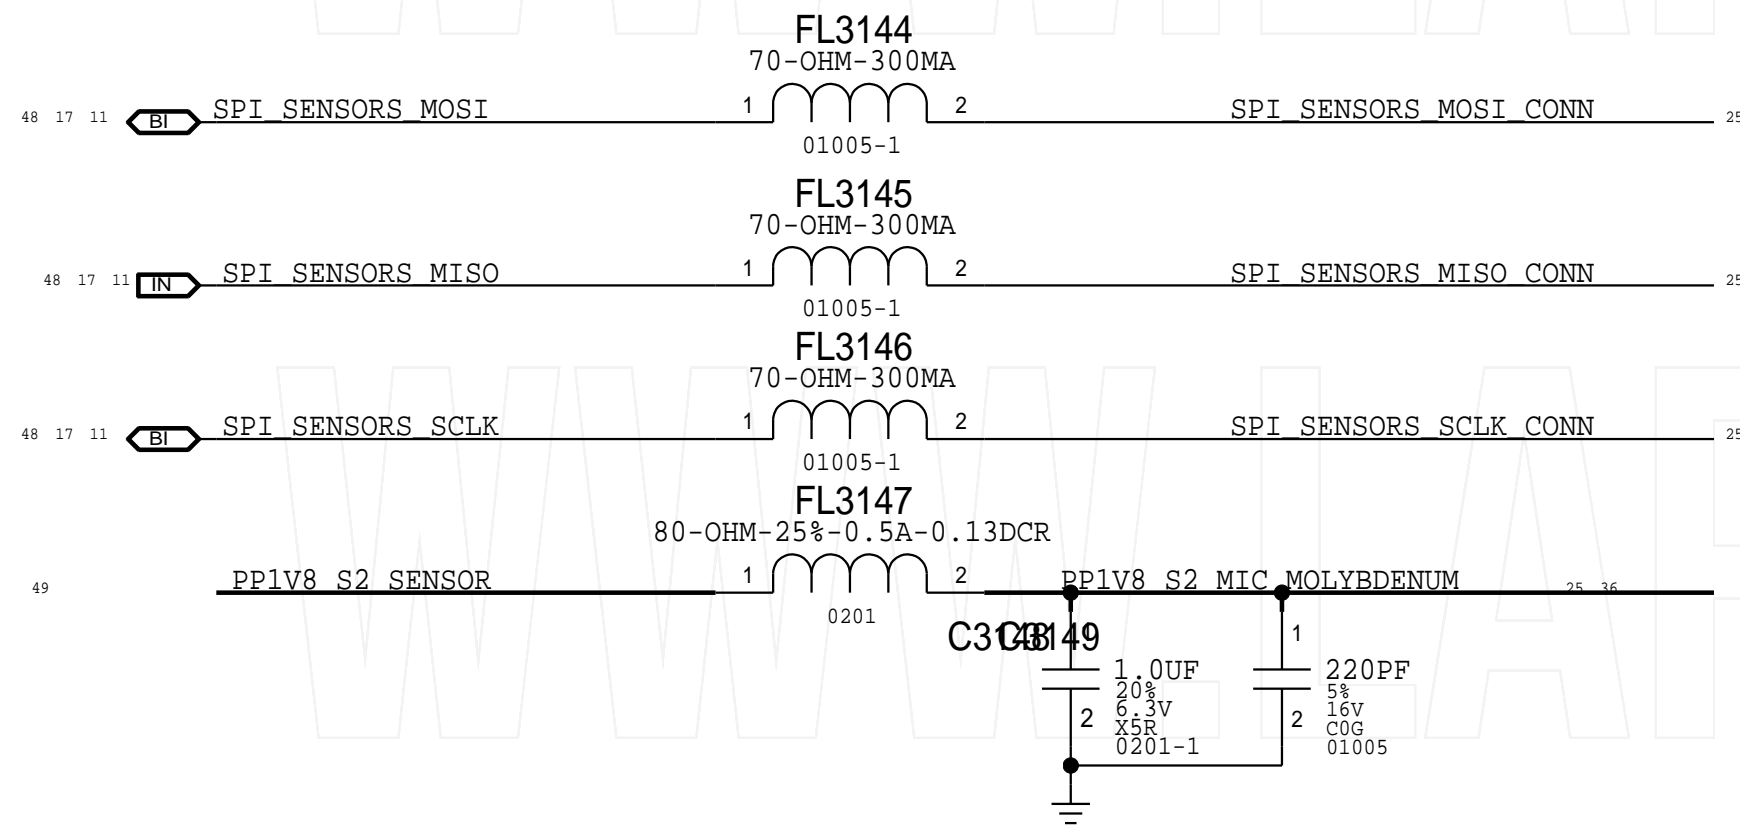 FL3144
70-OHM-300MA
48 17 11 BI SPI_SENSORS_MOSI 1 2 SPI_SENSORS_MOSI_CONN 25
01005-1
FL3145
70-OHM-300MA
48 17 11 IN SPI_SENSORS_MISO 1 2 SPI_SENSORS_MISO_CONN 25
01005-1
FL3146
70-OHM-300MA
48 17 11 BI SPI_SENSORS_SCLK 1 2 SPI_SENSORS_SCLK_CONN 25
01005-1
FL3147
80-OHM-25%-0.5A-0.13DCR
49 PP1V8_S2_SENSOR 1 2 PP1V8_S2_MIC_MOLYBDENUM 25 36
0201
C3148 C3149
1 1
1.0UF 220PF
20% 5%
6.3V 16V
2 2
X5R C0G
0201-1 01005